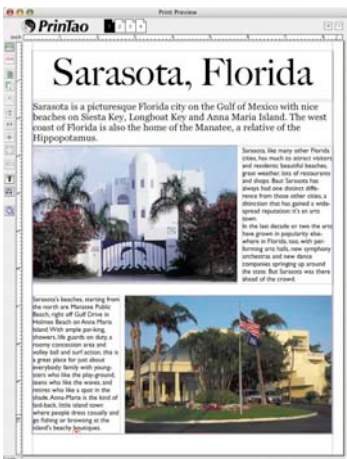 Print Preview
PrinTao
1 2 3 4
inch
Sarasota, Florida
Sarasota is a picturesque Florida city on the Gulf of Mexico with nice
beaches on Siesta Key, Longboat Key and Anna Maria Island. The west
coast of Florida is also the home of the Manatee, a relative of the
Hippopotamus.
Sarasota, like many other Florida
cities, has much to attract visitors
and residents: beautiful beaches,
great weather, lots of restaurants
and shops. Baut Sarasota has
always had one distinct diffe-
rence from those other cities, a
distinction that has gained a wide-
spread reputation: it's an arts
town.
In the last decade or two the arts
have grown in popularity else-
where in Florida, too, with per-
forming arts halls, new symphony
orchestras and new dance
companies springing up around
the state. But Sarasota was there
ahead of the crowd.
Sarasota's beaches, starting from
the north are Manatee Public
Beach, right off Gulf Drive in
Holmes Beach on Anna Maria
Island. With ample parking,
showers, life guards on duty, a
roomy concession area and
volley ball and surf action, this is
a great place for just about
everybody: family with young-
sters who like the play-ground,
teens who like the waves, and
retirees who like a spot in the
shade. Anna-Maria is the kind of
laid-back, little island town
where people dress casually and
go fishing or browsing at the
island's beachy boutiques.